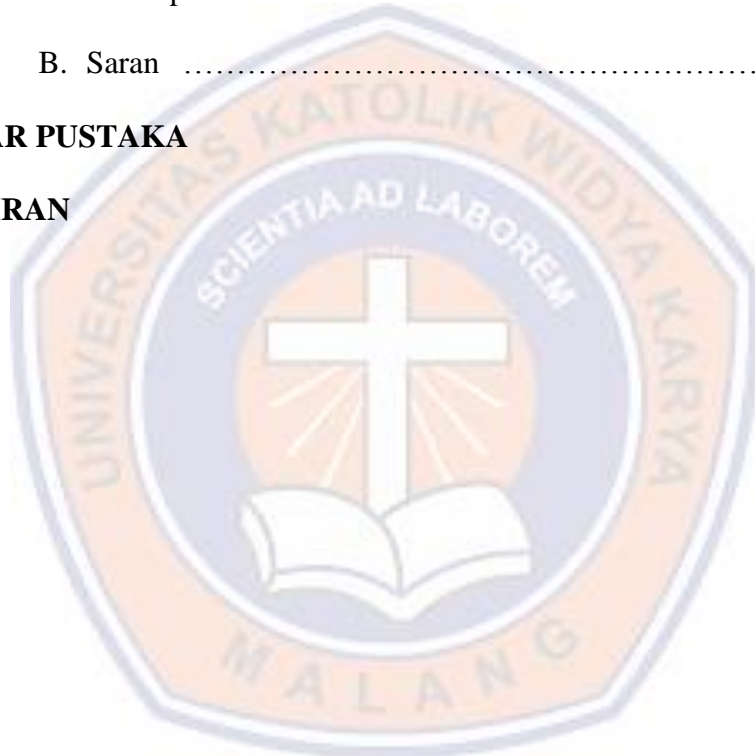 B. Saran ……………………………………………
AR PUSTAKA
RAN
UNIVERSITAS KATOLIK WIDYA KARYA
SCIENTIA AD LABOREM
MALANG